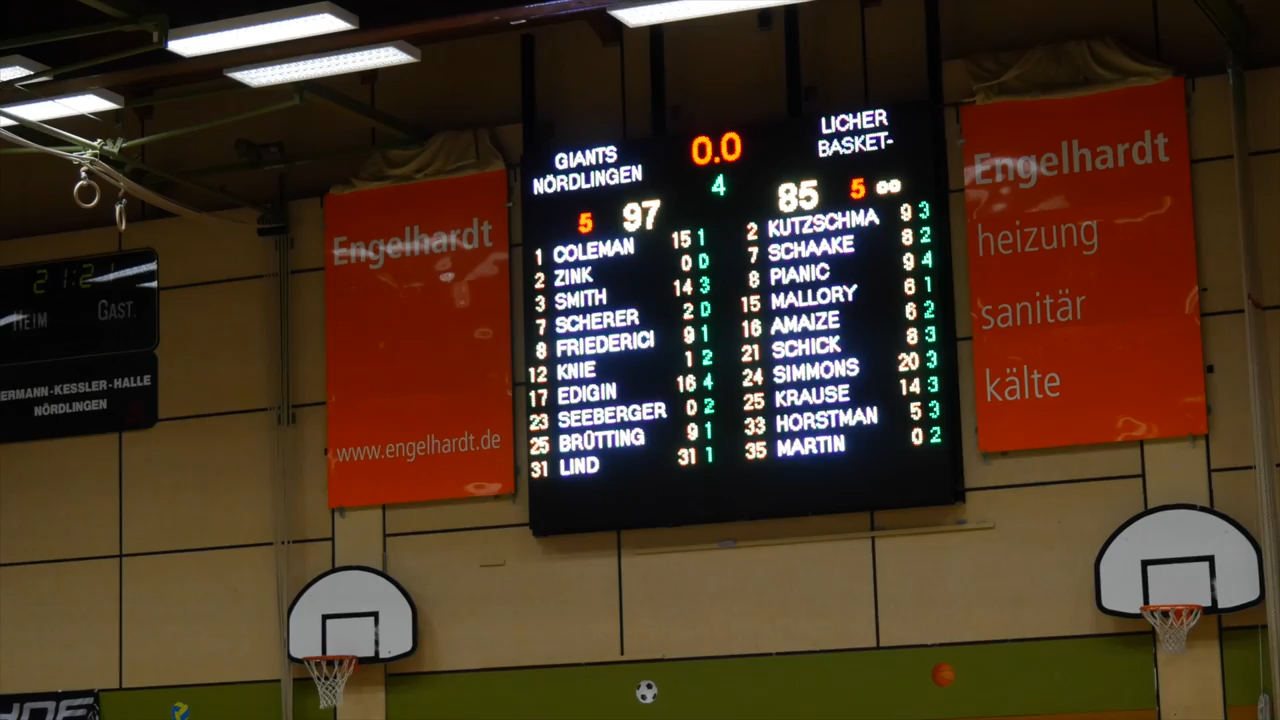 GIANTS
NÖRDLINGEN
0.0
LICHER
BASKET-
4
5 97
85 5
1 COLEMAN 15 1
2 ZINK 0 0
3 SMITH 14 3
7 SCHERER 2 0
8 FRIEDERICI 9 1
12 KNIE 1 2
17 EDIGIN 16 4
23 SEEBERGER 0 2
25 BRÜTTING 9 1
31 LIND 31 1
2 KUTZSCHMA 9 3
7 SCHAAKE 8 2
8 PIANIC 9 4
15 MALLORY 6 1
16 AMAIZE 6 2
21 SCHICK 8 3
24 SIMMONS 20 3
25 KRAUSE 14 3
33 HORSTMAN 5 3
35 MARTIN 0 2
Engelhardt
www.engelhardt.de
Engelhardt
heizung
sanitär
kälte
21:21
HEIM GAST
ERMANN-KESSLER-HALLE
NÖRDLINGEN